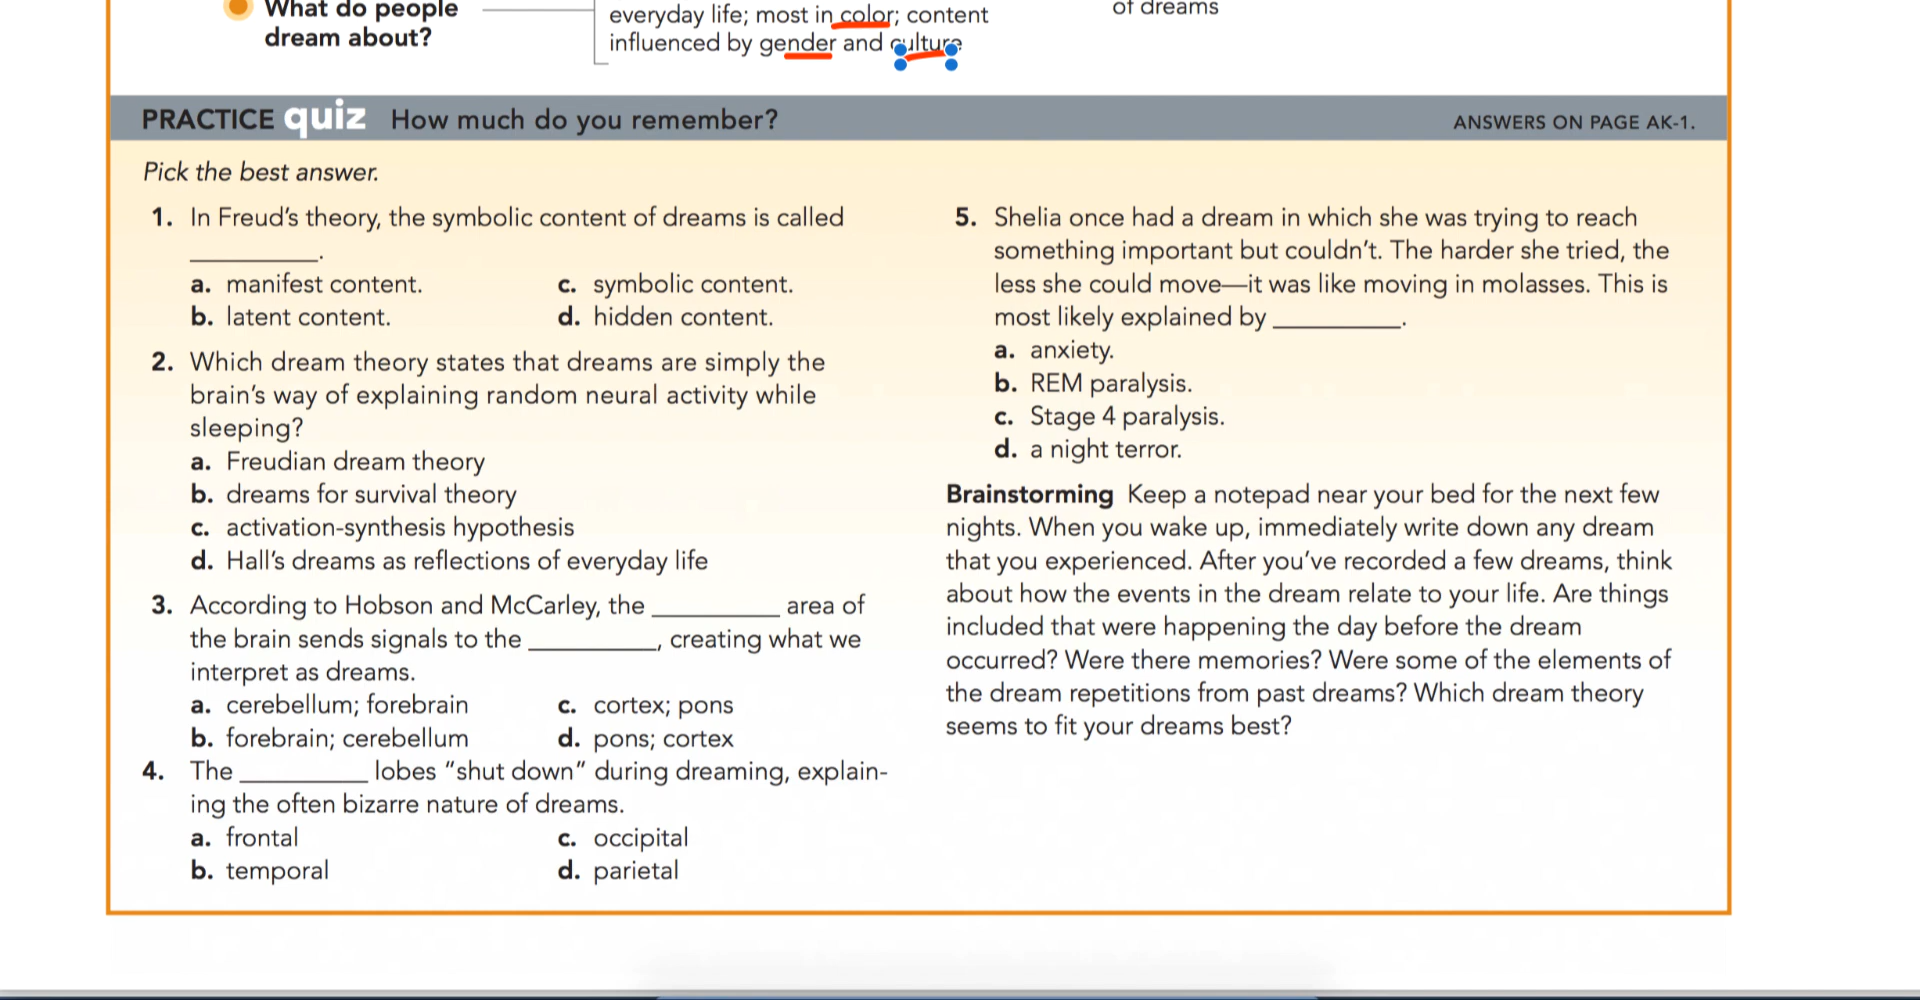 What do people
dream about?
everyday life; most in color; content
influenced by gender and culture
of dreams
PRACTICE quiz How much do you remember?
ANSWERS ON PAGE AK-1.
Pick the best answer.
1. In Freud’s theory, the symbolic content of dreams is called
__________.
a. manifest content.
b. latent content.
c. symbolic content.
d. hidden content.
2. Which dream theory states that dreams are simply the
brain’s way of explaining random neural activity while
sleeping?
a. Freudian dream theory
b. dreams for survival theory
c. activation-synthesis hypothesis
d. Hall’s dreams as reflections of everyday life
3. According to Hobson and McCarley, the __________ area of
the brain sends signals to the __________, creating what we
interpret as dreams.
a. cerebellum; forebrain
b. forebrain; cerebellum
c. cortex; pons
d. pons; cortex
4. The __________ lobes “shut down” during dreaming, explain-
ing the often bizarre nature of dreams.
a. frontal
b. temporal
c. occipital
d. parietal
5. Shelia once had a dream in which she was trying to reach
something important but couldn’t. The harder she tried, the
less she could move—it was like moving in molasses. This is
most likely explained by __________.
a. anxiety.
b. REM paralysis.
c. Stage 4 paralysis.
d. a night terror.
Brainstorming Keep a notepad near your bed for the next few
nights. When you wake up, immediately write down any dream
that you experienced. After you’ve recorded a few dreams, think
about how the events in the dream relate to your life. Are things
included that were happening the day before the dream
occurred? Were there memories? Were some of the elements of
the dream repetitions from past dreams? Which dream theory
seems to fit your dreams best?